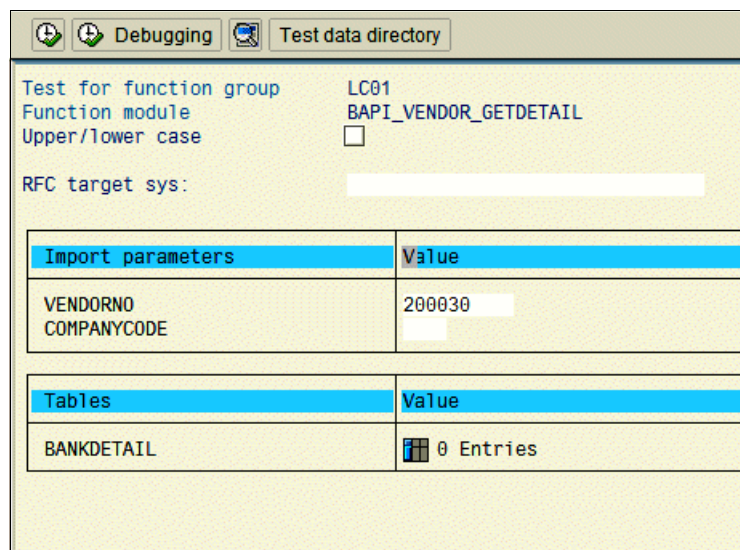 Debugging Test data directory
Test for function group LC01
Function module BAPI_VENDOR_GETDETAIL
Upper/lower case
RFC target sys:
Import parameters Value
VENDORNO 200030
COMPANYCODE
Tables Value
BANKDETAIL 0 Entries